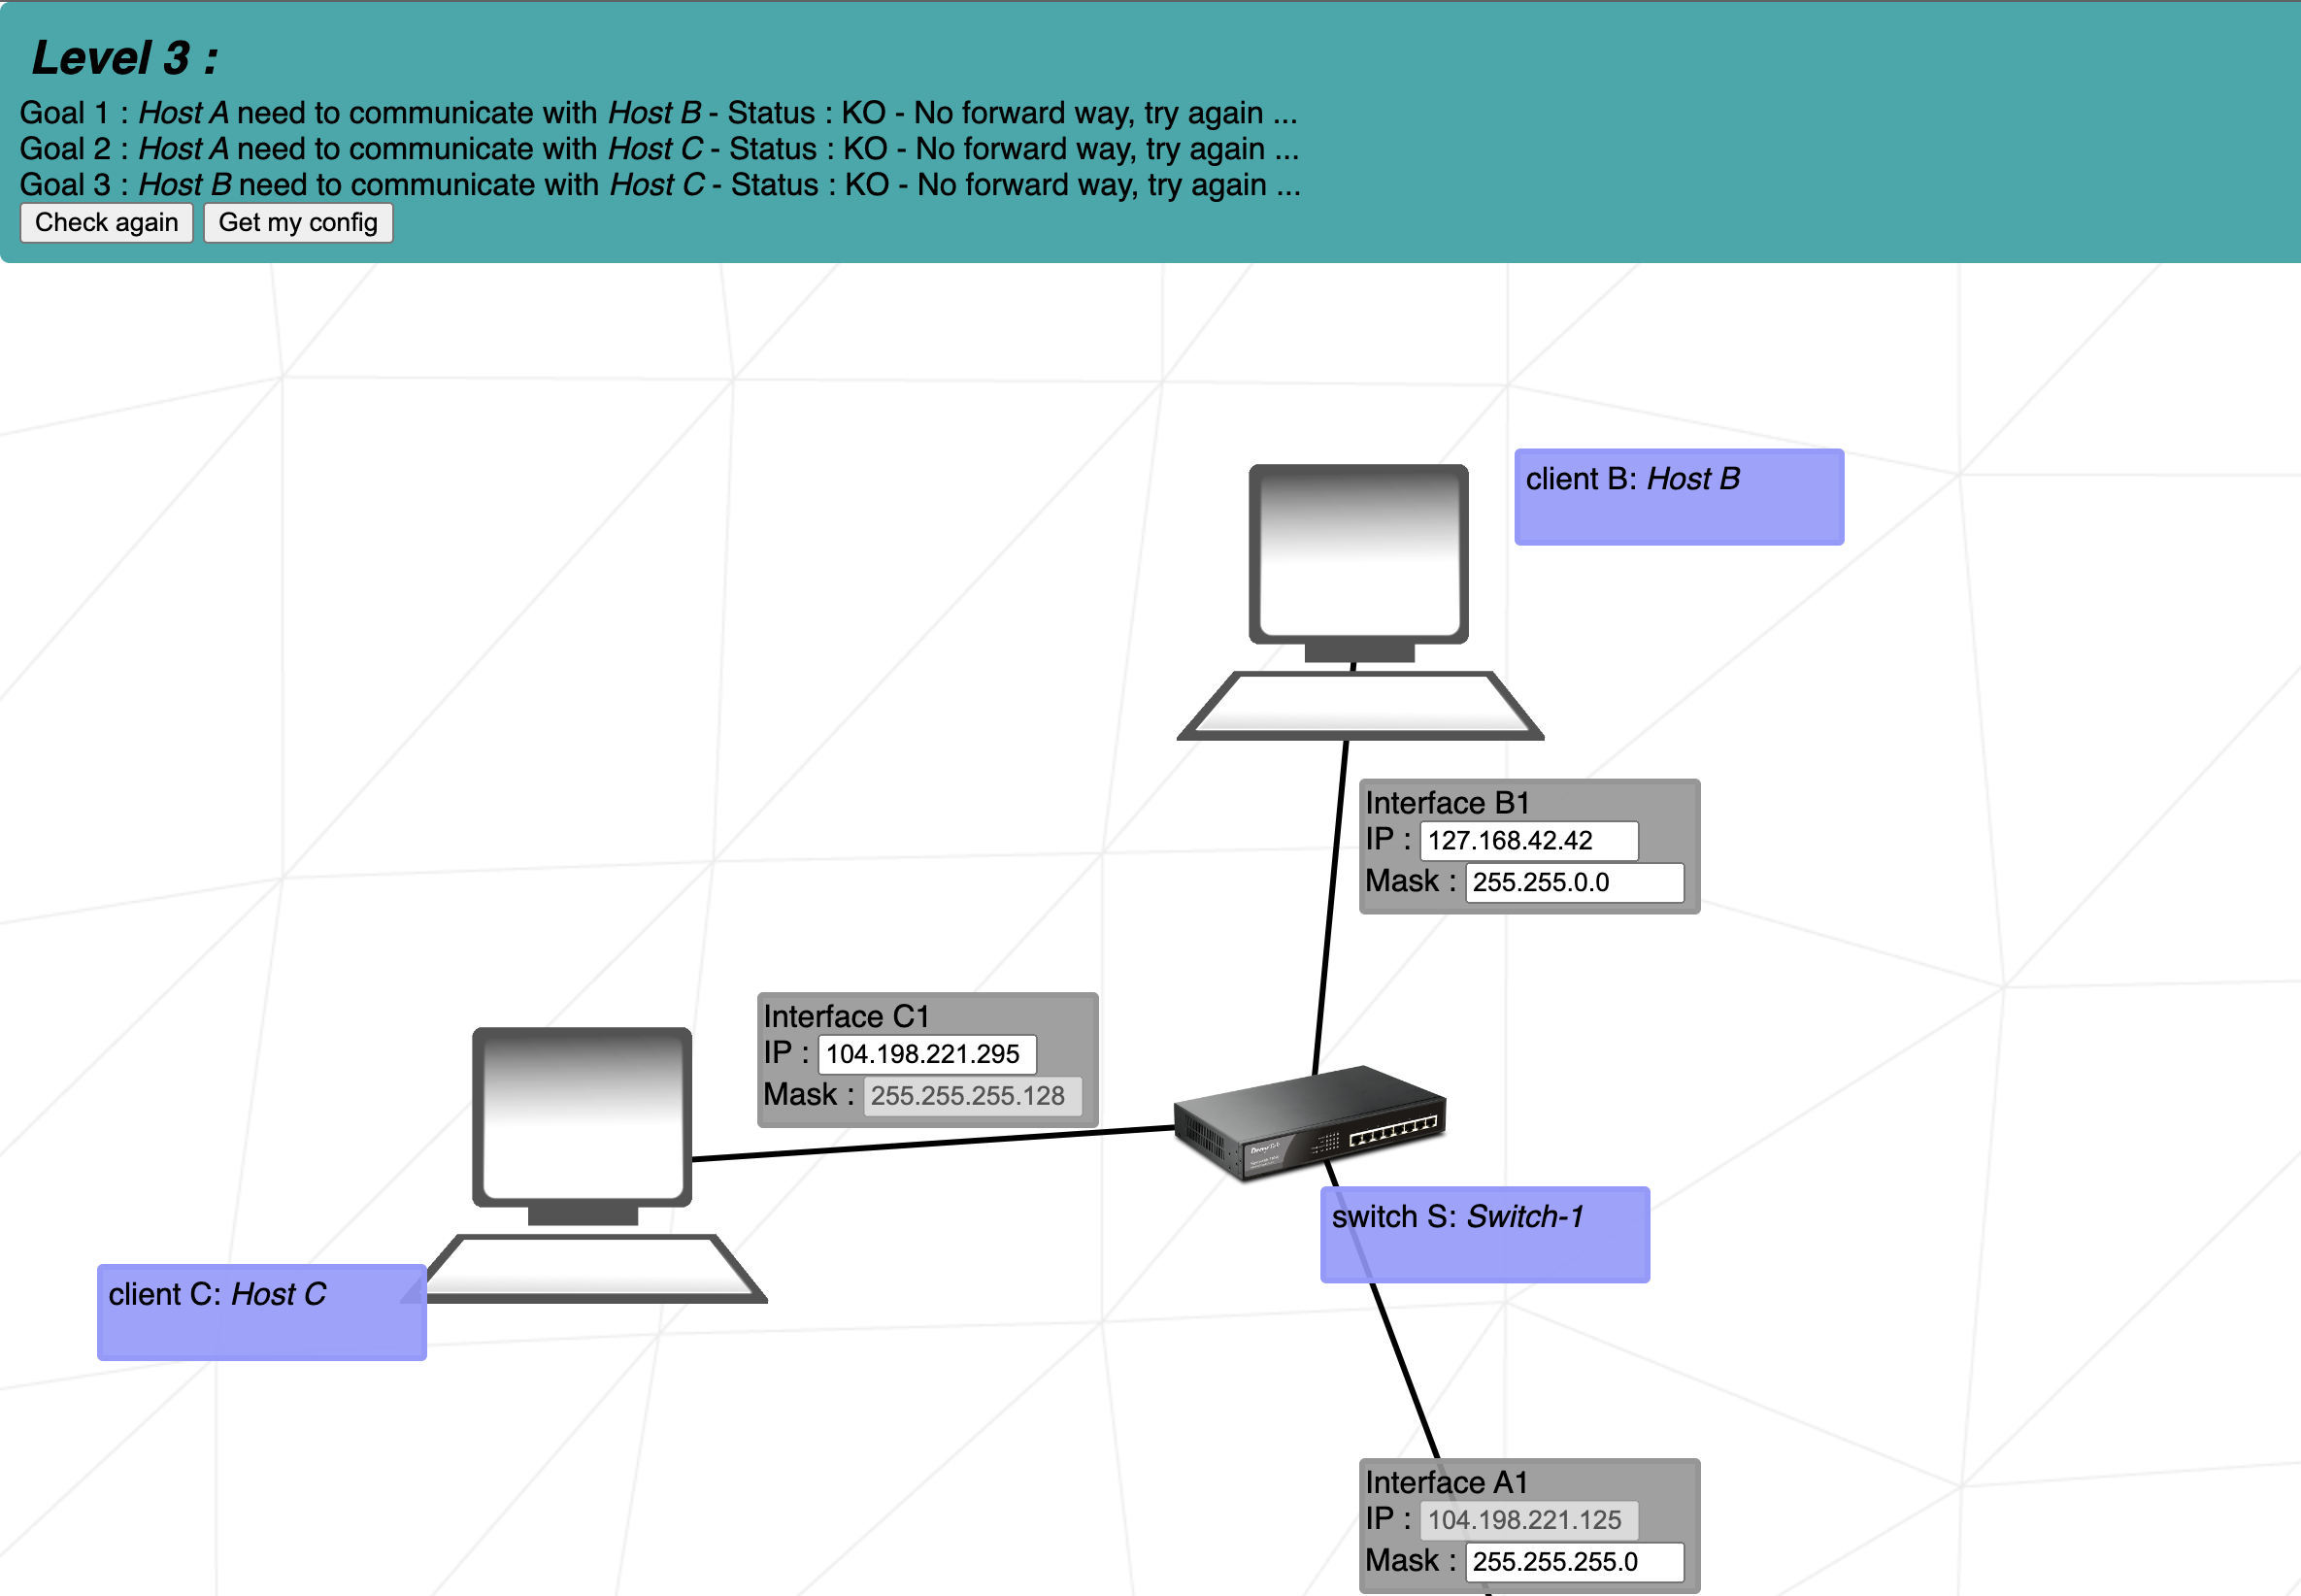 Level 3 :
Goal 1 : Host A need to communicate with Host B - Status : KO - No forward way, try again ...
Goal 2 : Host A need to communicate with Host C - Status : KO - No forward way, try again ...
Goal 3 : Host B need to communicate with Host C - Status : KO - No forward way, try again ...
Check again Get my config
client B: Host B
Interface B1
IP : 127.168.42.42
Mask : 255.255.0.0
Interface C1
IP : 104.198.221.295
Mask : 255.255.255.128
switch S: Switch-1
client C: Host C
Interface A1
IP : 104.198.221.125
Mask : 255.255.255.0